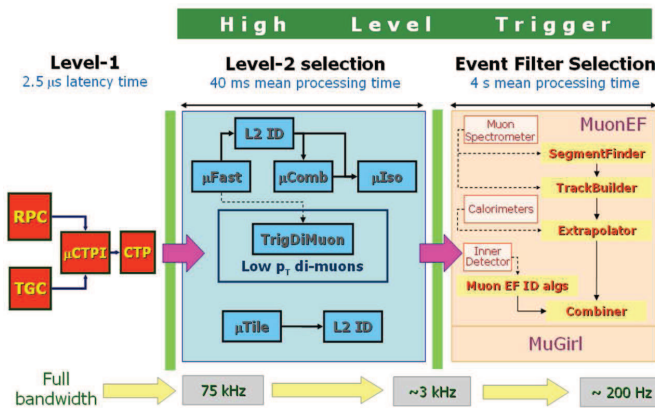 High Level Trigger
Level-1
2.5 μs latency time
Level-2 selection
40 ms mean processing time
Event Filter Selection
4 s mean processing time
RPC
TGC
μCTPI
CTP
L2 ID
μFast
μComb
μIso
TrigDiMuon
Low pT di-muons
μTile
L2 ID
Muon
Spectrometer
MuonEF
SegmentFinder
TrackBuilder
Calorimeters
Extrapolator
Inner
Detector
Muon EF ID algs
Combiner
MuGirl
Full
bandwidth
75 kHz
~3 kHz
~ 200 Hz